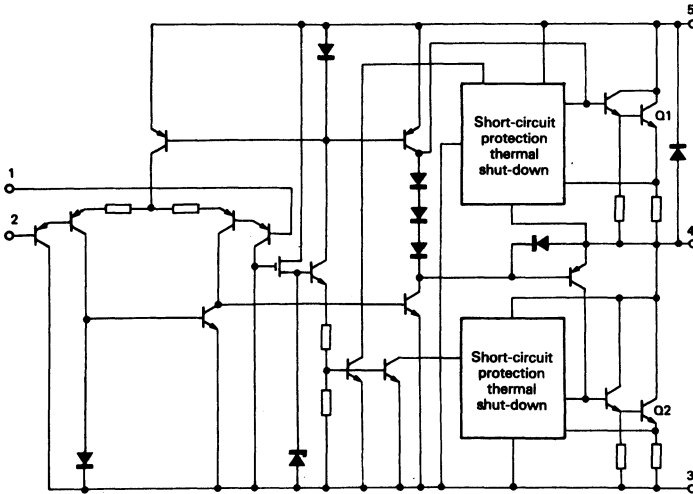 5
Short-circuit
protection
thermal
shut-down
Q1
1
2
4
Short-circuit
protection
thermal
shut-down
Q2
3